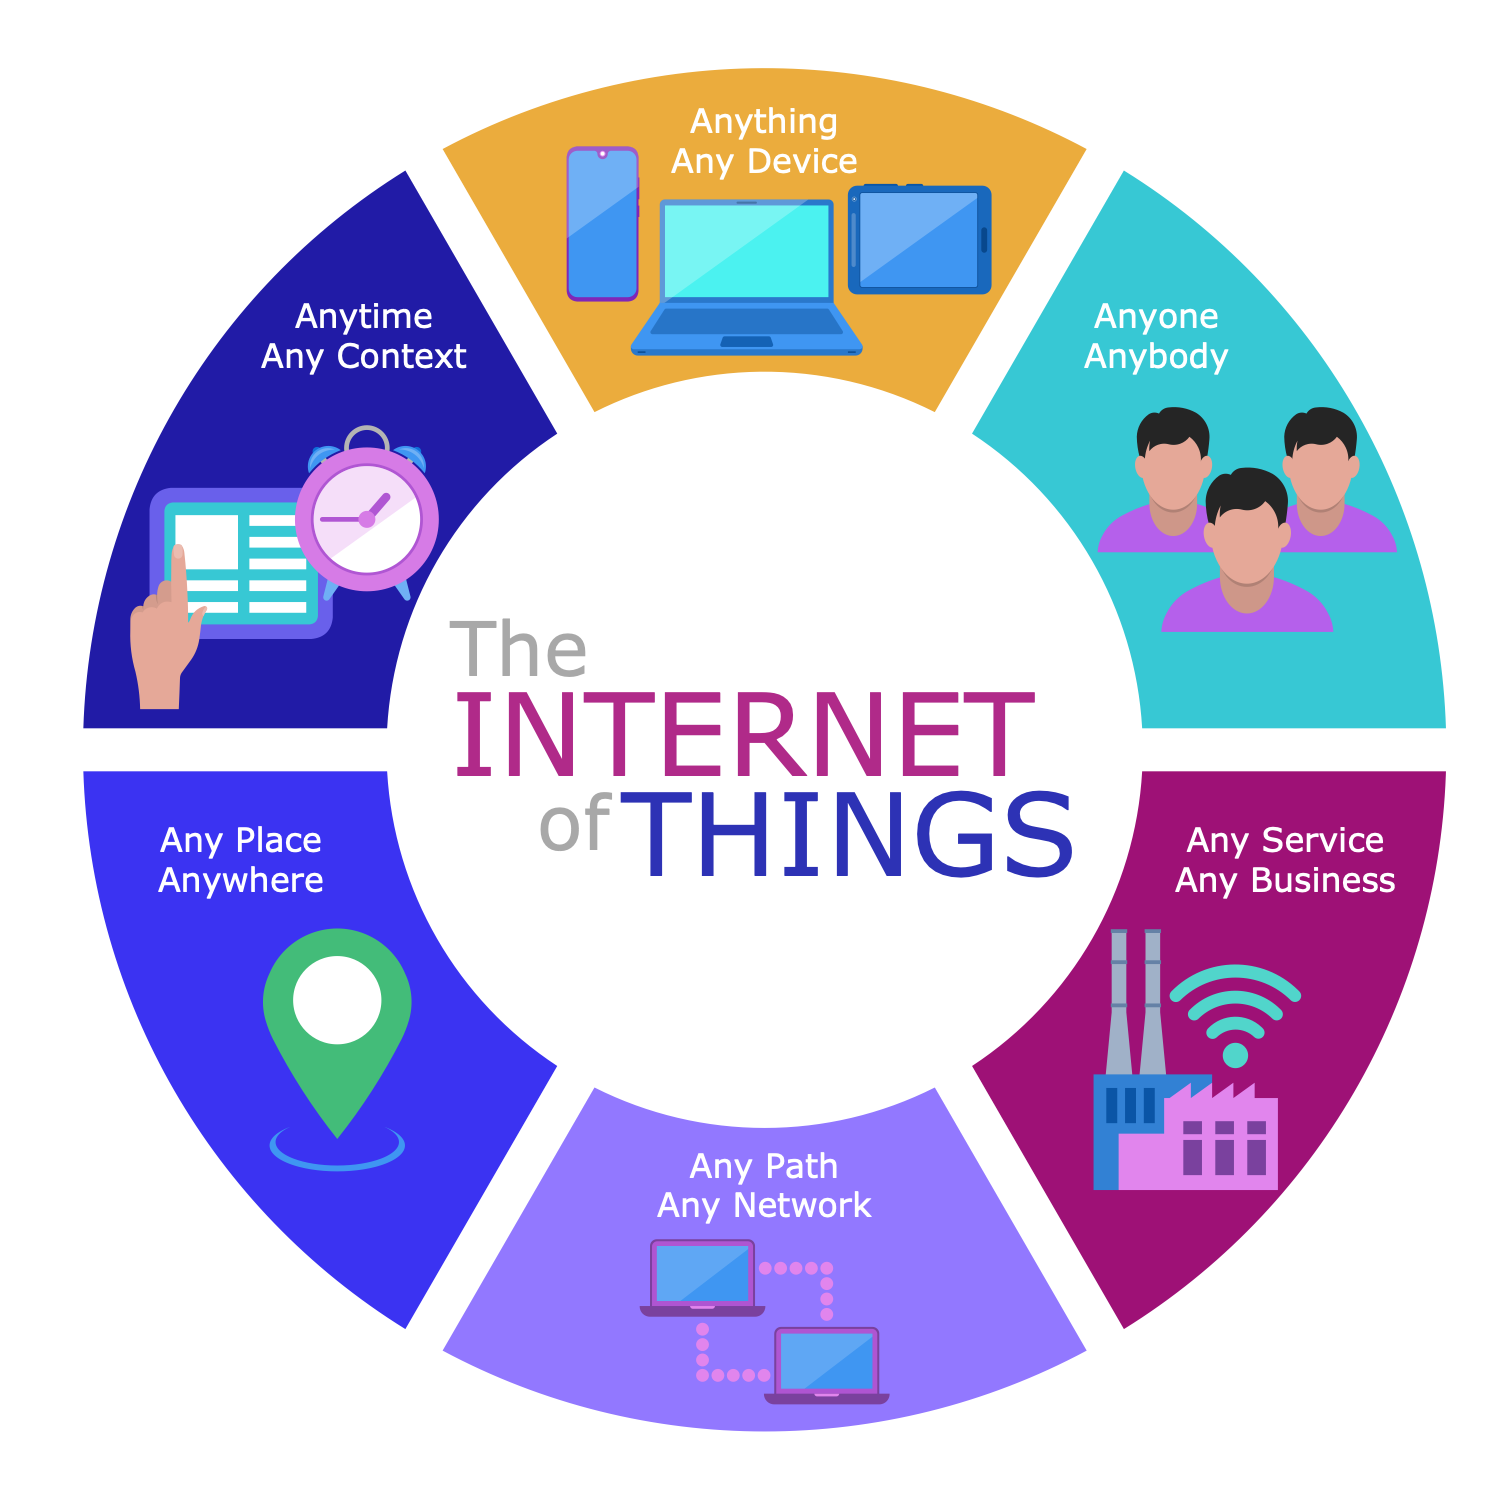 Anything
Any Device
Anyone
Anybody
Any Service
Any Business
Any Path
Any Network
Any Place
Anywhere
Anytime
Any Context
The
INTERNET
of THINGS